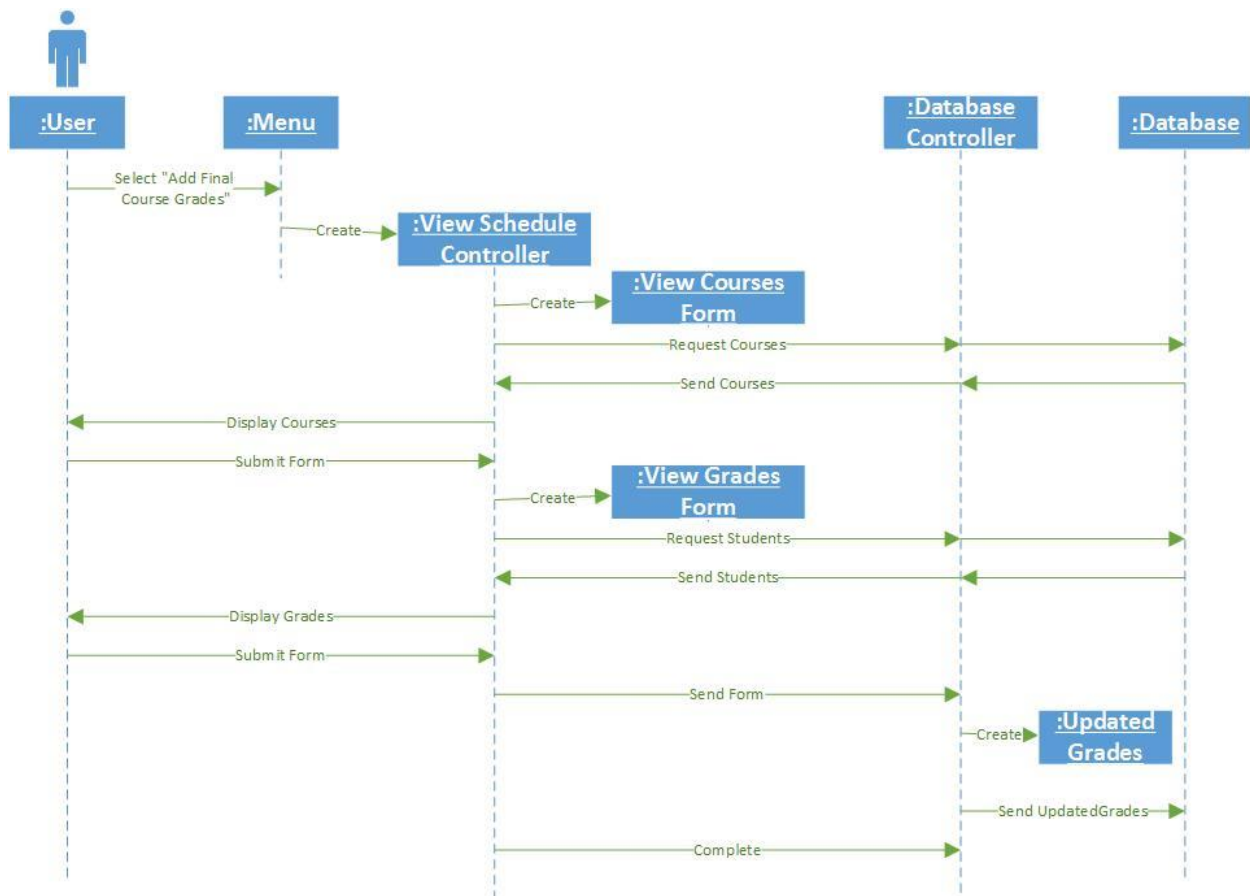 :User
:Menu
:Database
Controller
:Database
Select "Add Final
Course Grades"
Create
:View Schedule
Controller
Create
:View Courses
Form
Request Courses
Send Courses
Display Courses
Submit Form
Create
:View Grades
Form
Request Students
Send Students
Display Grades
Submit Form
Send Form
Create
:Updated
Grades
Send UpdatedGrades
Complete